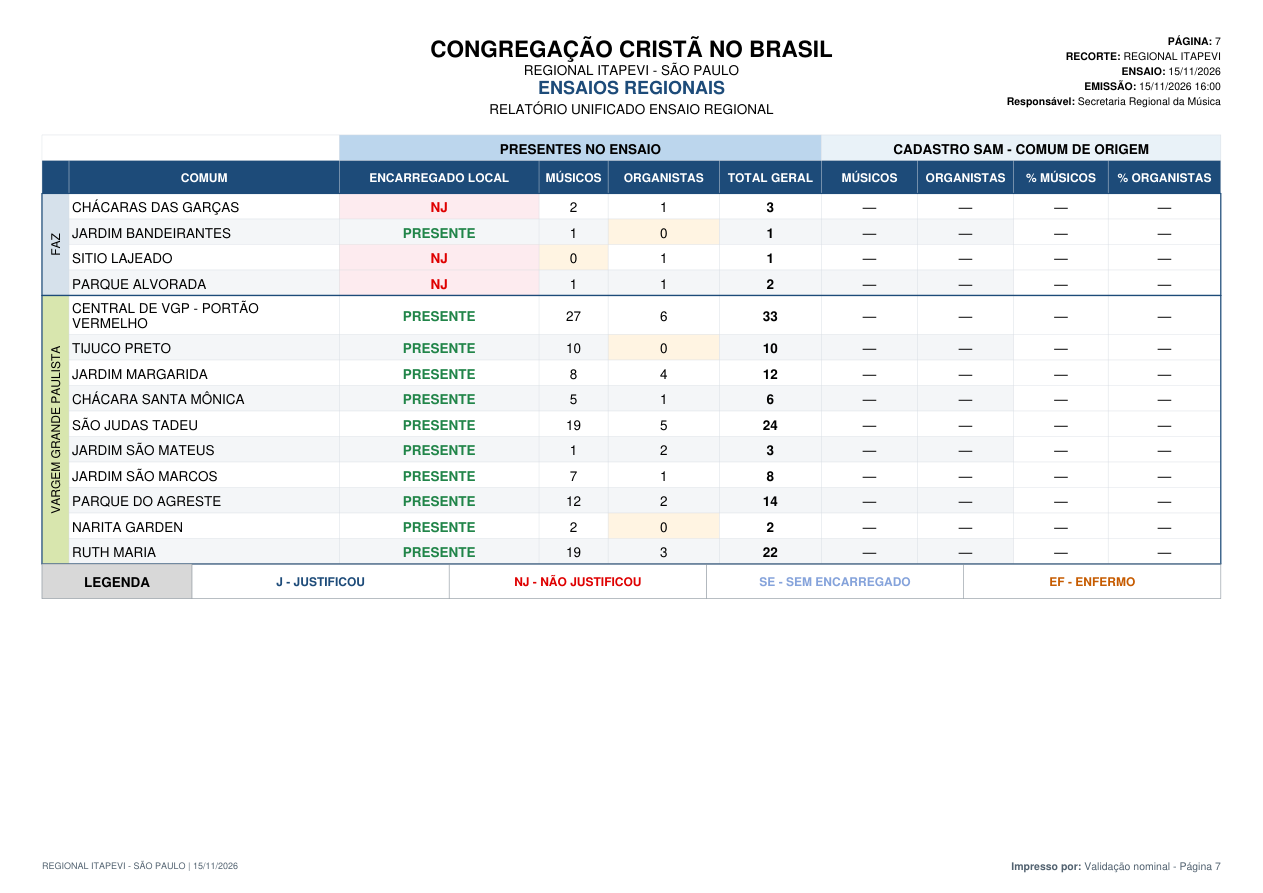 CONGREGAÇÃO CRISTÃ NO BRASIL
REGIONAL ITAPEVI - SÃO PAULO
ENSAIOS REGIONAIS
RELATÓRIO UNIFICADO ENSAIO REGIONAL
PÁGINA: 7
RECORTE: REGIONAL ITAPEVI
ENSAIO: 15/11/2026
EMISSÃO: 15/11/2026 16:00
Responsável: Secretaria Regional da Música
PRESENTES NO ENSAIO CADASTRO SAM - COMUM DE ORIGEM
COMUM ENCARREGADO LOCAL MÚSICOS ORGANISTAS TOTAL GERAL MÚSICOS ORGANISTAS % MÚSICOS % ORGANISTAS
FAZ
CHÁCARAS DAS GARÇAS NJ 2 1 3 — — — —
JARDIM BANDEIRANTES PRESENTE 1 0 1 — — — —
SITIO LAJEADO NJ 0 1 1 — — — —
PARQUE ALVORADA NJ 1 1 2 — — — —
VARGEM GRANDE PAULISTA
CENTRAL DE VGP - PORTÃO
VERMELHO PRESENTE 27 6 33 — — — —
TIJUCO PRETO PRESENTE 10 0 10 — — — —
JARDIM MARGARIDA PRESENTE 8 4 12 — — — —
CHÁCARA SANTA MÔNICA PRESENTE 5 1 6 — — — —
SÃO JUDAS TADEU PRESENTE 19 5 24 — — — —
JARDIM SÃO MATEUS PRESENTE 1 2 3 — — — —
JARDIM SÃO MARCOS PRESENTE 7 1 8 — — — —
PARQUE DO AGRESTE PRESENTE 12 2 14 — — — —
NARITA GARDEN PRESENTE 2 0 2 — — — —
RUTH MARIA PRESENTE 19 3 22 — — — —
LEGENDA J - JUSTIFICOU NJ - NÃO JUSTIFICOU SE - SEM ENCARREGADO EF - ENFERMO
REGIONAL ITAPEVI - SÃO PAULO | 15/11/2026
Impresso por: Validação nominal - Página 7